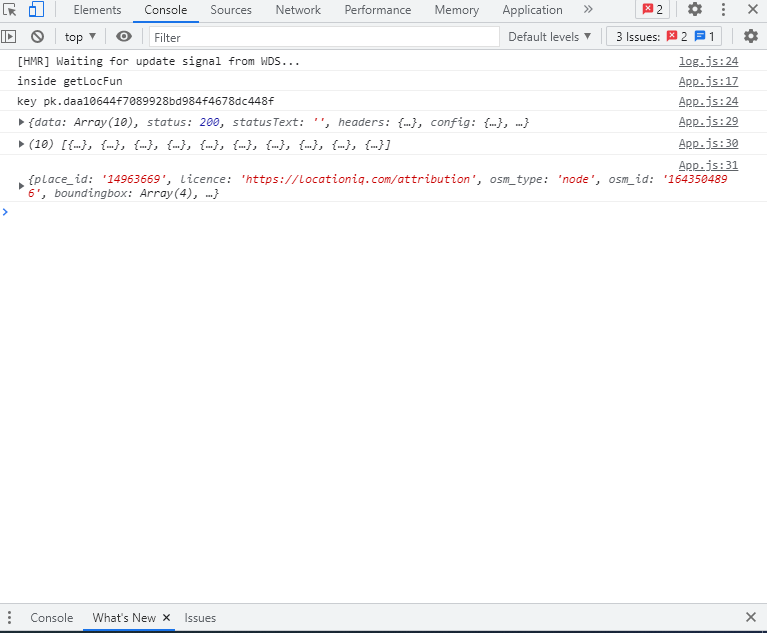 Elements Console Sources Network Performance Memory Application » 2
top ▼ Filter Default levels ▼ 3 Issues: 2 1
[HMR] Waiting for update signal from WDS... log.js:24
inside getLocFun App.js:17
key pk.daa10644f7089928bd984f4678dc448f App.js:24
{data: Array(10), status: 200, statusText: '', headers: {…}, config: {…}, …} App.js:29
(10) [{…}, {…}, {…}, {…}, {…}, {…}, {…}, {…}, {…}, {…}] App.js:30
App.js:31
{place_id: '14963669', licence: 'https://locationiq.com/attribution', osm_type: 'node', osm_id: '164350489
6', boundingbox: Array(4), …}
Console What's New × Issues